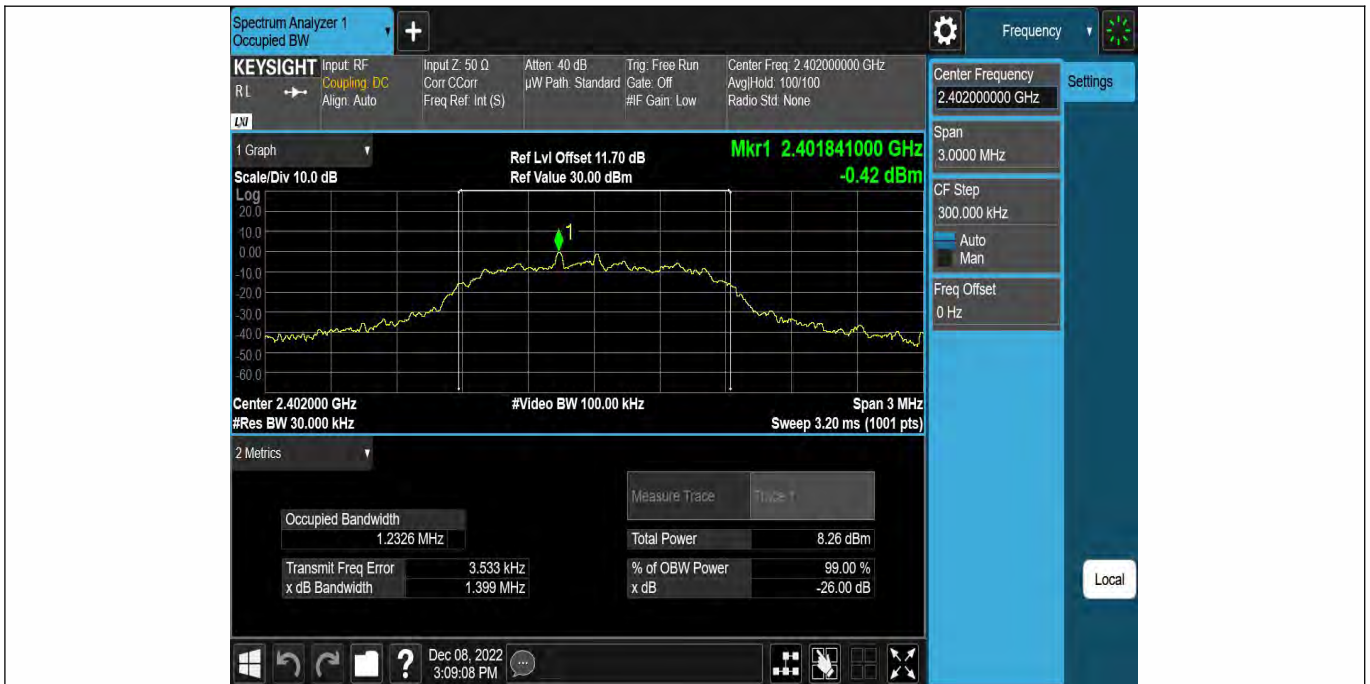 Spectrum Analyzer 1
Occupied BW
+
Frequency
KEYSIGHT
RL
LXI
Input: RF
Coupling: DC
Align: Auto
Input Z: 50 Ω
Corr CCorr
Freq Ref: Int (S)
Atten: 40 dB
µW Path: Standard
Trig: Free Run
Gate: Off
#IF Gain: Low
Center Freq: 2.402000000 GHz
Avg|Hold: 100/100
Radio Std: None
Center Frequency
2.402000000 GHz
Settings
Span
3.0000 MHz
CF Step
300.000 kHz
Auto
Man
Freq Offset
0 Hz
Local
1 Graph
Scale/Div 10.0 dB
Ref Lvl Offset 11.70 dB
Ref Value 30.00 dBm
Mkr1 2.401841000 GHz
-0.42 dBm
Log
20.0
10.0
0.00
-10.0
-20.0
-30.0
-40.0
-50.0
-60.0
1
Center 2.402000 GHz
#Res BW 30.000 kHz
#Video BW 100.00 kHz
Span 3 MHz
Sweep 3.20 ms (1001 pts)
2 Metrics
Measure Trace Trace 1
Occupied Bandwidth
1.2326 MHz
Total Power 8.26 dBm
Transmit Freq Error 3.533 kHz
% of OBW Power 99.00 %
x dB Bandwidth 1.399 MHz
x dB -26.00 dB
?
Dec 08, 2022
3:09:08 PM